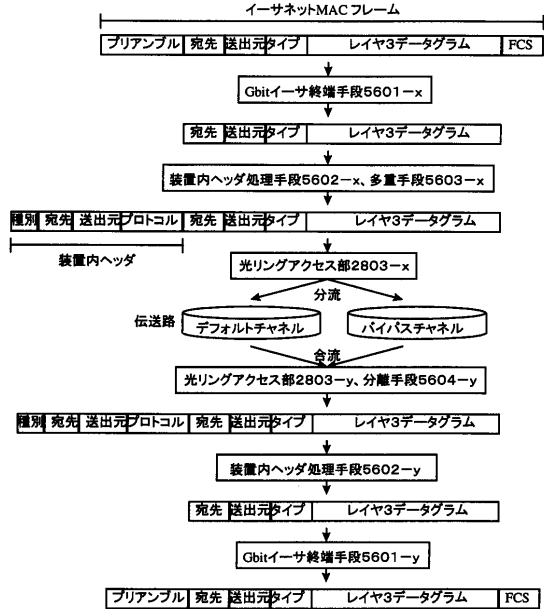 イーサネットMACフレーム
プリアンブル 宛先 送出元 タイプ レイヤ3データグラム FCS
Gbitイーサ終端手段5601-x
宛先 送出元 タイプ レイヤ3データグラム
装置内ヘッダ処理手段5602-x、多重手段5603-x
種別 宛先 送出元 プロトコル 宛先 送出元 タイプ レイヤ3データグラム
装置内ヘッダ
光リングアクセス部2803-x
分流
伝送路
デフォルトチャネル バイパスチャネル
合流
光リングアクセス部2803-y、分離手段5604-y
種別 宛先 送出元 プロトコル 宛先 送出元 タイプ レイヤ3データグラム
装置内ヘッダ処理手段5602-y
宛先 送出元 タイプ レイヤ3データグラム
Gbitイーサ終端手段5601-y
プリアンブル 宛先 送出元 タイプ レイヤ3データグラム FCS